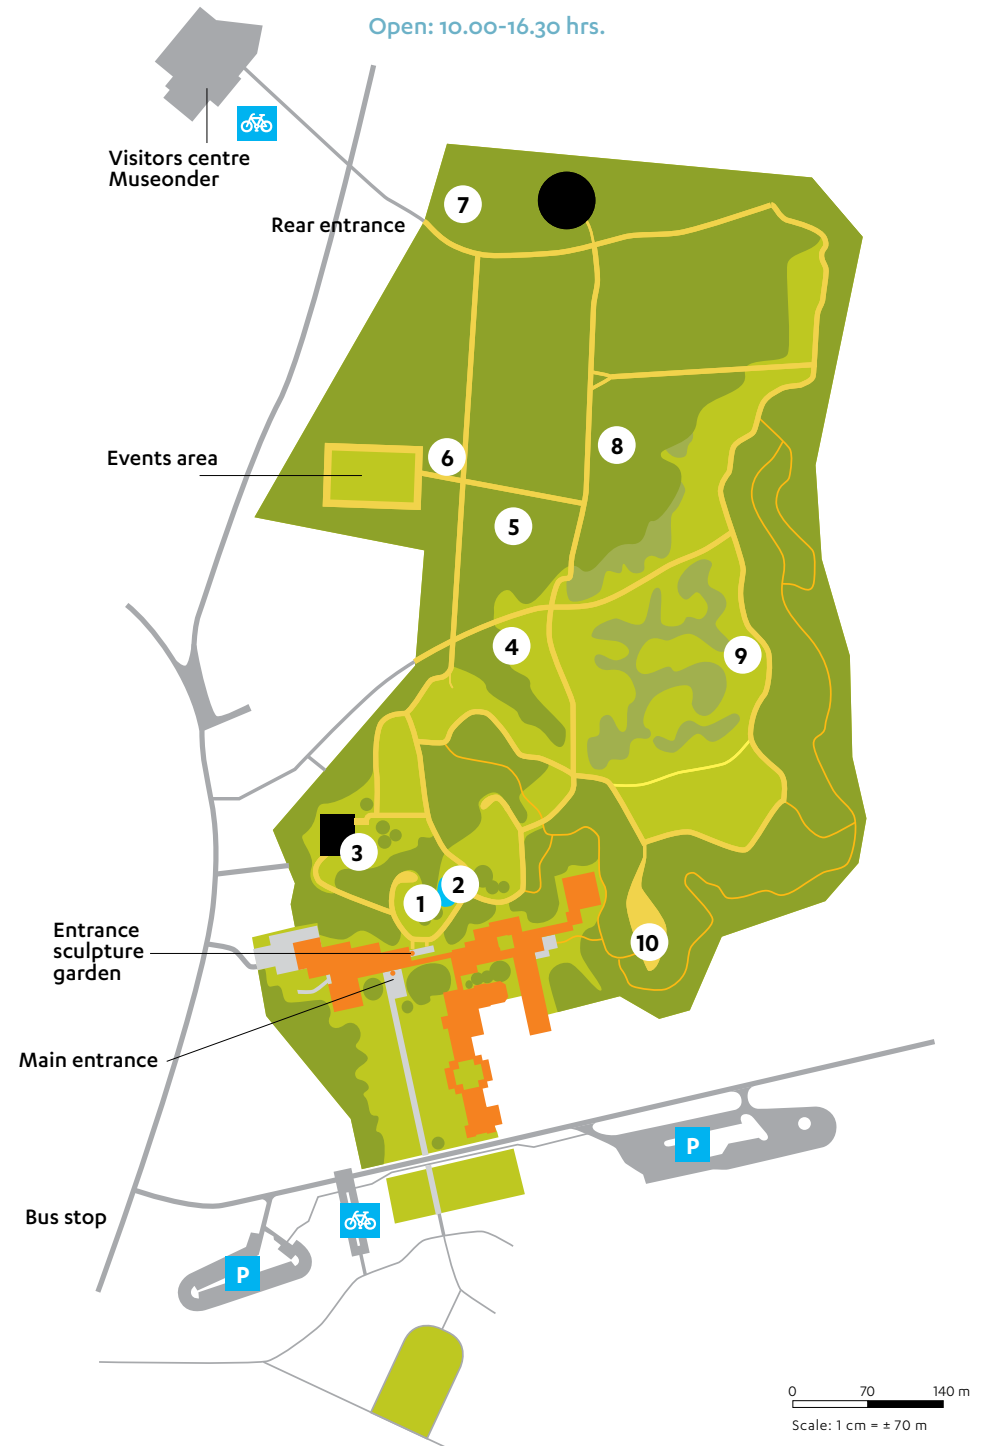 Open: 10.00-16.30 hrs.
Visitors centre
Museonder
7
Rear entrance
8
6
Events area
5
4
9
3
2
1
Entrance
sculpture
garden
10
Main entrance
P
Bus stop
P
0 70 140 m
Scale: 1 cm = ± 70 m